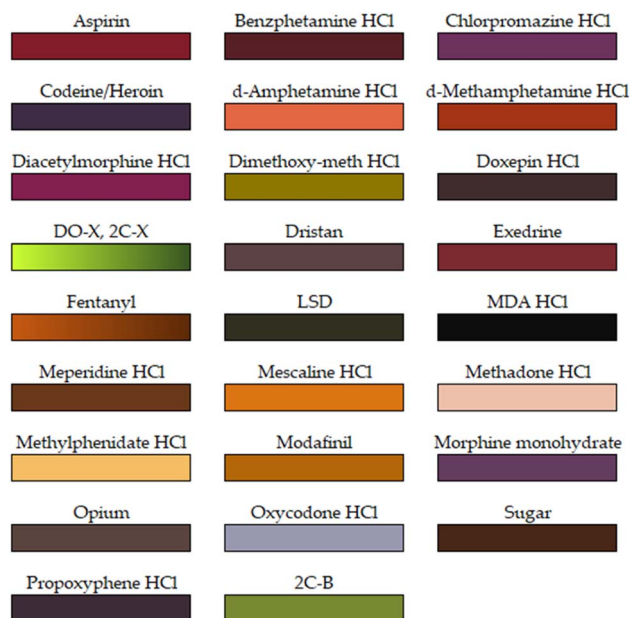 Aspirin
Benzphetamine HCl
Chlorpromazine HCl
Codeine/Heroin
d-Amphetamine HCl
d-Methamphetamine HCl
Diacetylmorphine HCl
Dimethoxy-meth HCl
Doxepin HCl
DO-X, 2C-X
Dristan
Exedrine
Fentanyl
LSD
MDA HCl
Meperidine HCl
Mescaline HCl
Methadone HCl
Methylphenidate HCl
Modafinil
Morphine monohydrate
Opium
Oxycodone HCl
Sugar
Propoxyphene HCl
2C-B